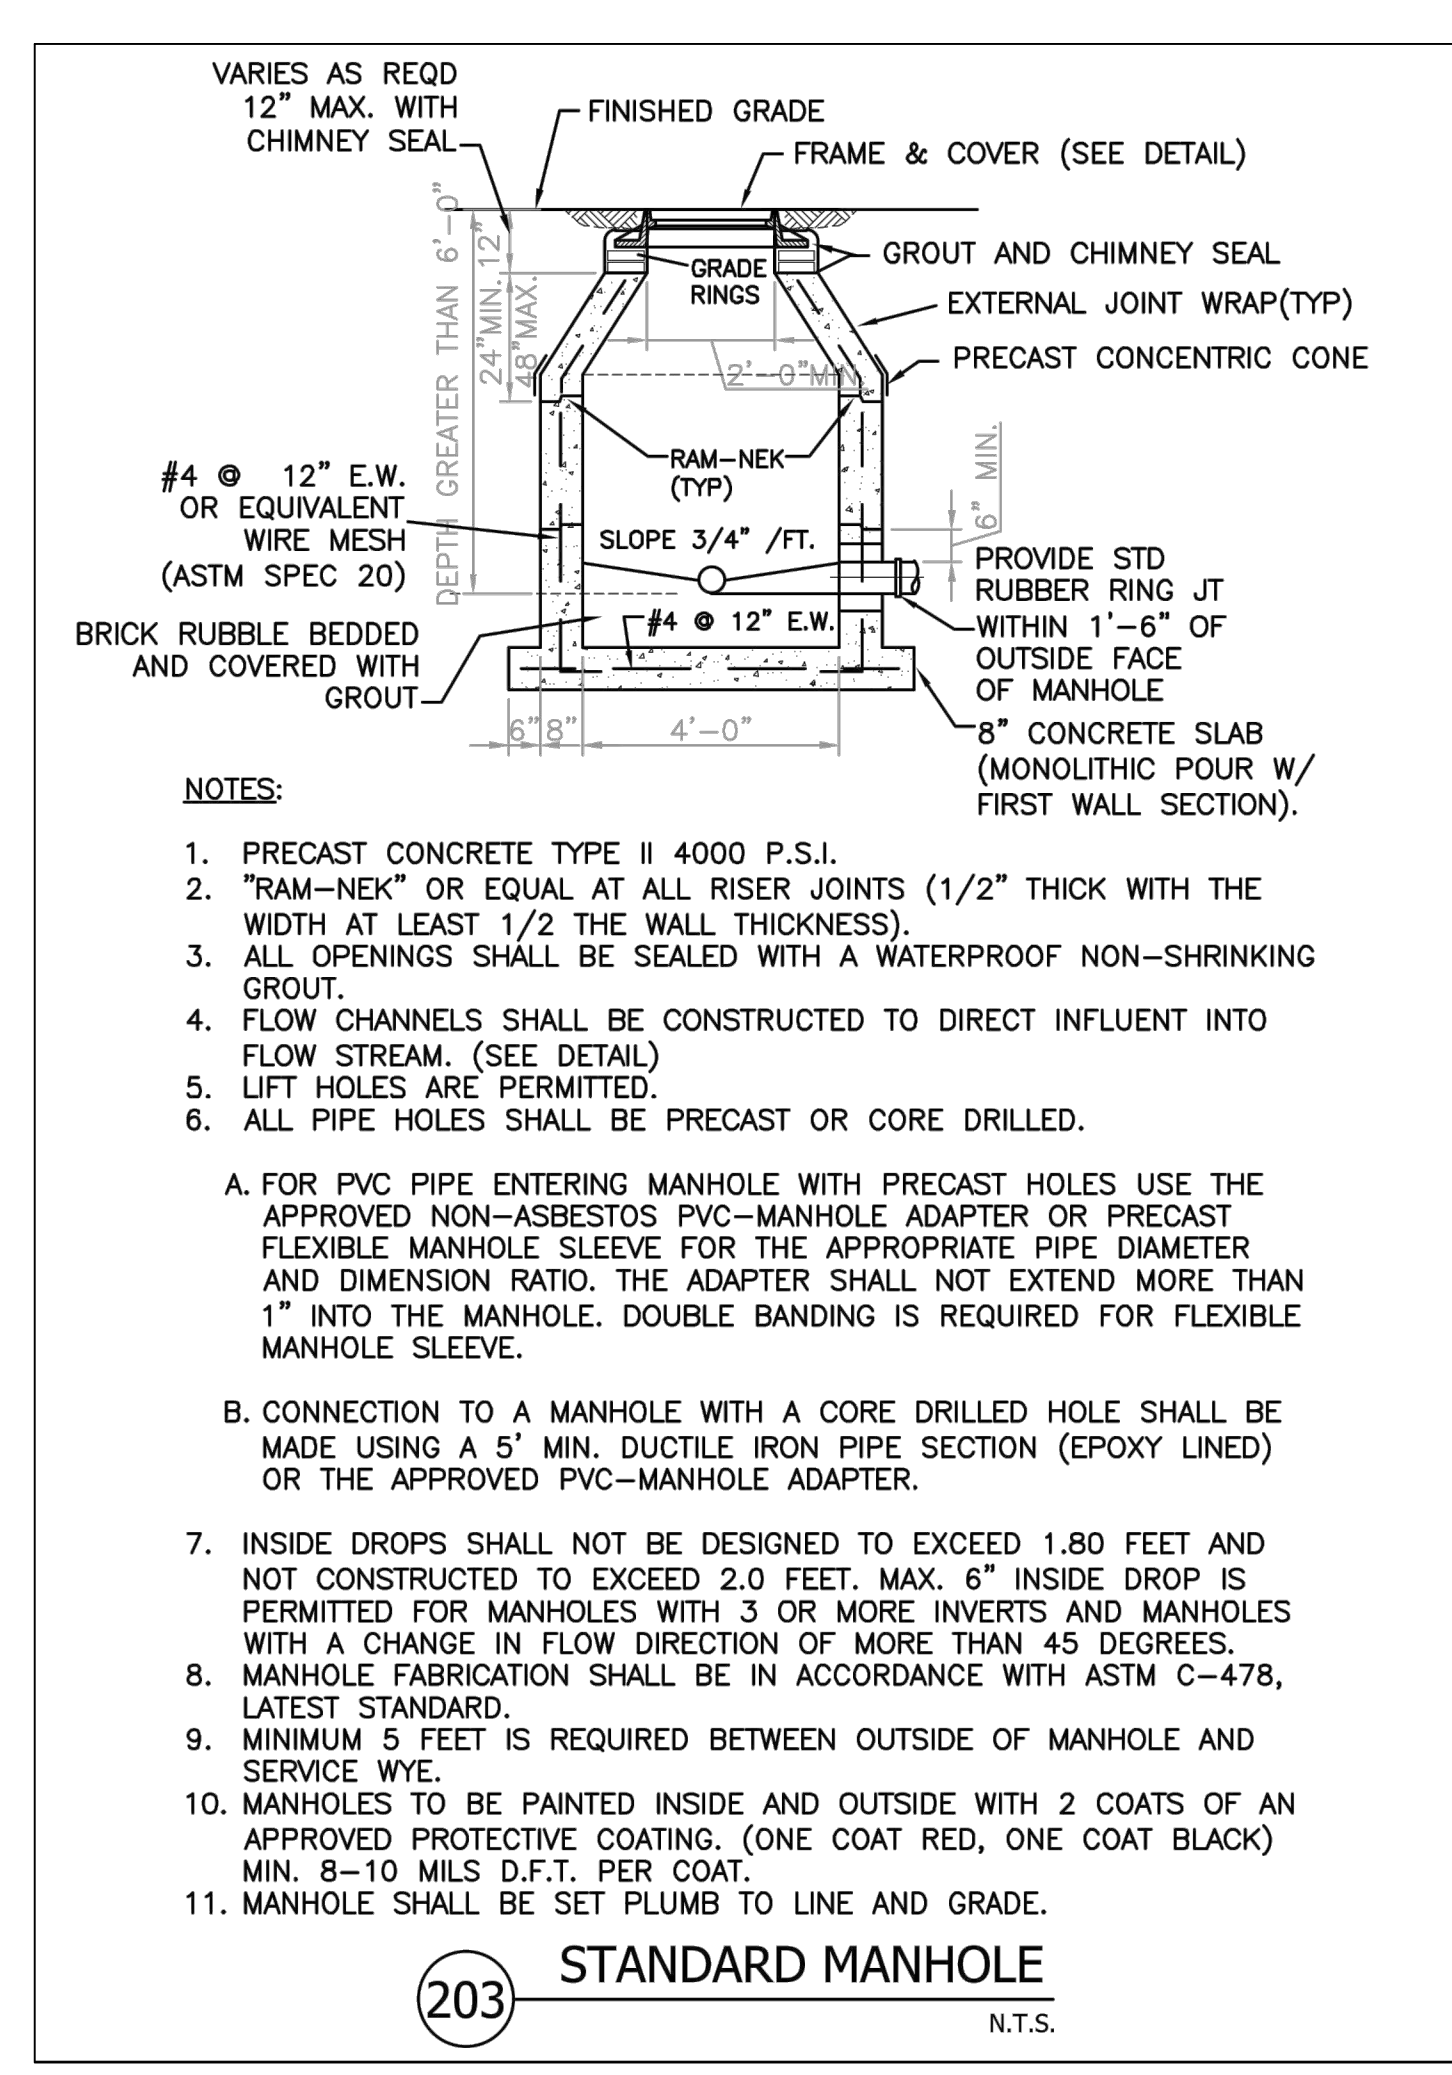 VARIES AS REQD
12" MAX. WITH
CHIMNEY SEAL
FINISHED GRADE
FRAME & COVER (SEE DETAIL)
DEPTH GREATER THAN 6'-0"
12"
24"MIN.
48"MAX.
GRADE
RINGS
GROUT AND CHIMNEY SEAL
EXTERNAL JOINT WRAP(TYP)
2'-0"MIN.
PRECAST CONCENTRIC CONE
RAM-NEK
(TYP)
6" MIN.
#4 @ 12" E.W.
OR EQUIVALENT
WIRE MESH
(ASTM SPEC 20)
SLOPE 3/4" /FT.
PROVIDE STD
RUBBER RING JT
WITHIN 1'-6" OF
OUTSIDE FACE
OF MANHOLE
BRICK RUBBLE BEDDED
AND COVERED WITH
GROUT
#4 @ 12" E.W.
6"
8"
4'-0"
8" CONCRETE SLAB
(MONOLITHIC POUR W/
FIRST WALL SECTION).
NOTES:
1. PRECAST CONCRETE TYPE II 4000 P.S.I.
2. "RAM-NEK" OR EQUAL AT ALL RISER JOINTS (1/2" THICK WITH THE
WIDTH AT LEAST 1/2 THE WALL THICKNESS).
3. ALL OPENINGS SHALL BE SEALED WITH A WATERPROOF NON-SHRINKING
GROUT.
4. FLOW CHANNELS SHALL BE CONSTRUCTED TO DIRECT INFLUENT INTO
FLOW STREAM. (SEE DETAIL)
5. LIFT HOLES ARE PERMITTED.
6. ALL PIPE HOLES SHALL BE PRECAST OR CORE DRILLED.
A. FOR PVC PIPE ENTERING MANHOLE WITH PRECAST HOLES USE THE
APPROVED NON-ASBESTOS PVC-MANHOLE ADAPTER OR PRECAST
FLEXIBLE MANHOLE SLEEVE FOR THE APPROPRIATE PIPE DIAMETER
AND DIMENSION RATIO. THE ADAPTER SHALL NOT EXTEND MORE THAN
1" INTO THE MANHOLE. DOUBLE BANDING IS REQUIRED FOR FLEXIBLE
MANHOLE SLEEVE.
B. CONNECTION TO A MANHOLE WITH A CORE DRILLED HOLE SHALL BE
MADE USING A 5' MIN. DUCTILE IRON PIPE SECTION (EPOXY LINED)
OR THE APPROVED PVC-MANHOLE ADAPTER.
7. INSIDE DROPS SHALL NOT BE DESIGNED TO EXCEED 1.80 FEET AND
NOT CONSTRUCTED TO EXCEED 2.0 FEET. MAX. 6" INSIDE DROP IS
PERMITTED FOR MANHOLES WITH 3 OR MORE INVERTS AND MANHOLES
WITH A CHANGE IN FLOW DIRECTION OF MORE THAN 45 DEGREES.
8. MANHOLE FABRICATION SHALL BE IN ACCORDANCE WITH ASTM C-478,
LATEST STANDARD.
9. MINIMUM 5 FEET IS REQUIRED BETWEEN OUTSIDE OF MANHOLE AND
SERVICE WYE.
10. MANHOLES TO BE PAINTED INSIDE AND OUTSIDE WITH 2 COATS OF AN
APPROVED PROTECTIVE COATING. (ONE COAT RED, ONE COAT BLACK)
MIN. 8-10 MILS D.F.T. PER COAT.
11. MANHOLE SHALL BE SET PLUMB TO LINE AND GRADE.
203 STANDARD MANHOLE
N.T.S.